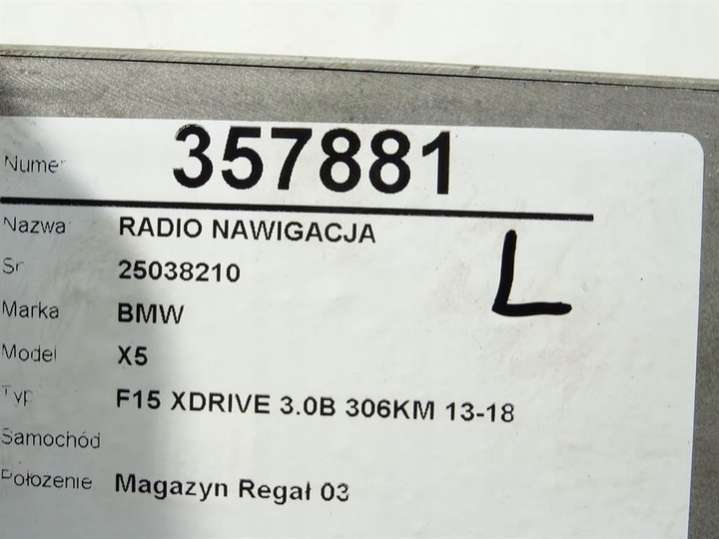 Numer 357881
Nazwa RADIO NAWIGACJA
L
Sr 25038210
Marka BMW
Model X5
Typ F15 XDRIVE 3.0B 306KM 13-18
Samochód
Położenie Magazyn Regał 03